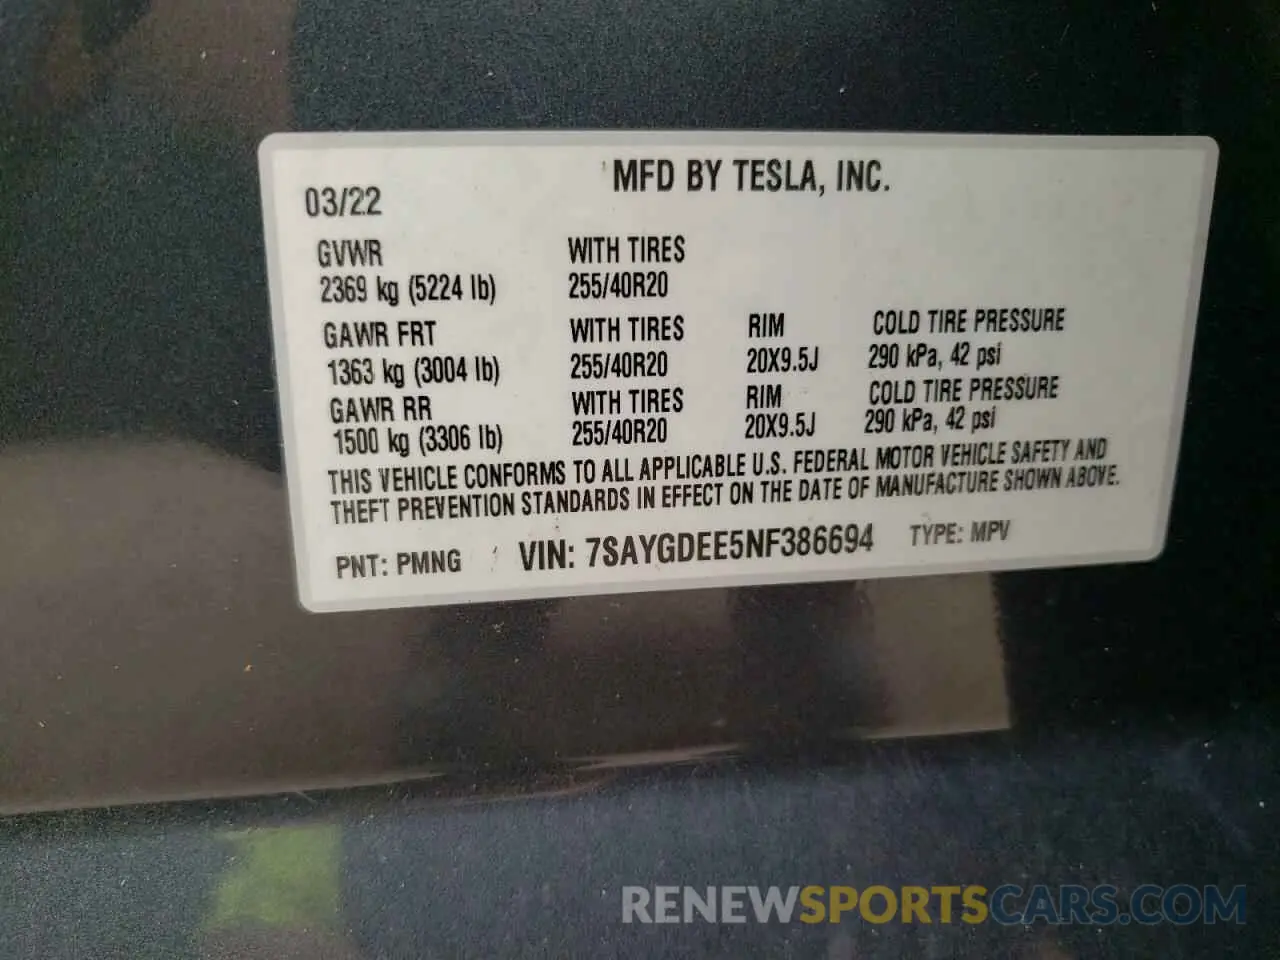 MFD BY TESLA, INC.
03/22
GVWR WITH TIRES
2369 kg (5224 lb) 255/40R20
GAWR FRT WITH TIRES RIM COLD TIRE PRESSURE
1363 kg (3004 lb) 255/40R20 20X9.5J 290 kPa, 42 psi
GAWR RR WITH TIRES RIM COLD TIRE PRESSURE
1500 kg (3306 lb) 255/40R20 20X9.5J 290 kPa, 42 psi
THIS VEHICLE CONFORMS TO ALL APPLICABLE U.S. FEDERAL MOTOR VEHICLE SAFETY AND
THEFT PREVENTION STANDARDS IN EFFECT ON THE DATE OF MANUFACTURE SHOWN ABOVE.
PNT: PMNG VIN: 7SAYGDEE5NF386694 TYPE: MPV
RENEWSPORTSCARS.COM